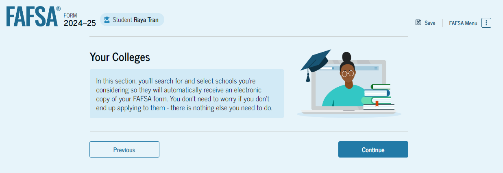 FAFSA® FORM 2024–25
Student Raya Tran
Save
FAFSA Menu
Your Colleges
In this section, you'll search for and select schools you're
considering, so they will automatically receive an electronic
copy of your FAFSA form. You don't need to worry if you don't
end up applying to them - there is nothing else you need to do.
Previous
Continue